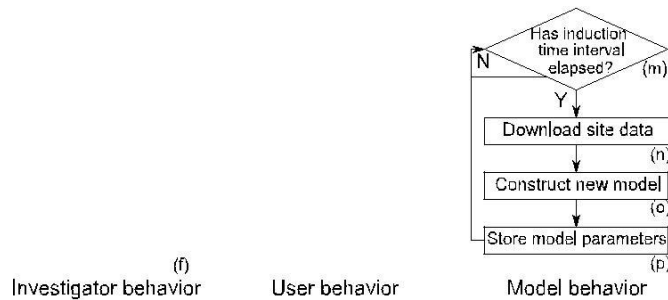 Has induction
time interval
elapsed?
N
(m)
Y
Download site data
(n)
Construct new model
(o)
Store model parameters
(f)
(p)
Investigator behavior
User behavior
Model behavior